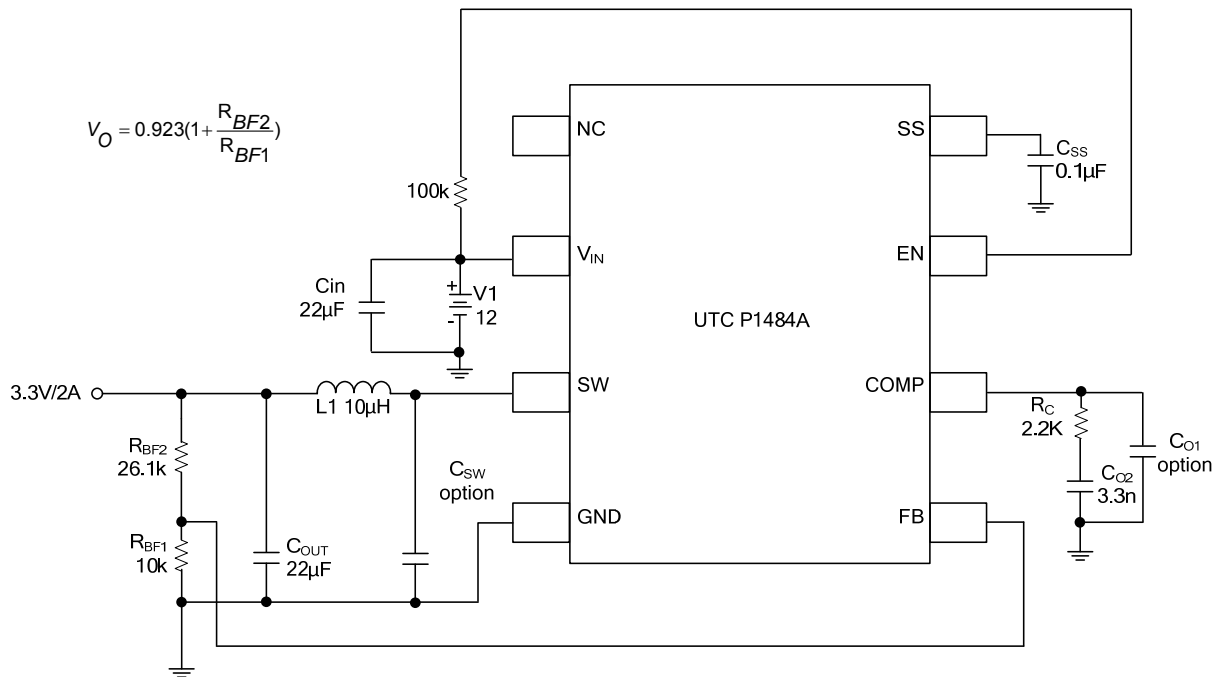 V_O = 0.923(1+ R_BF2 / R_BF1)
NC
SS
C_SS
0.1µF
100k
V_IN
EN
Cin
22µF
+
V1
-
12
UTC P1484A
3.3V/2A
SW
COMP
L1 10µH
R_C
2.2K
C_O1
option
R_BF2
26.1k
C_SW
option
C_O2
3.3n
GND
FB
R_BF1
10k
C_OUT
22µF